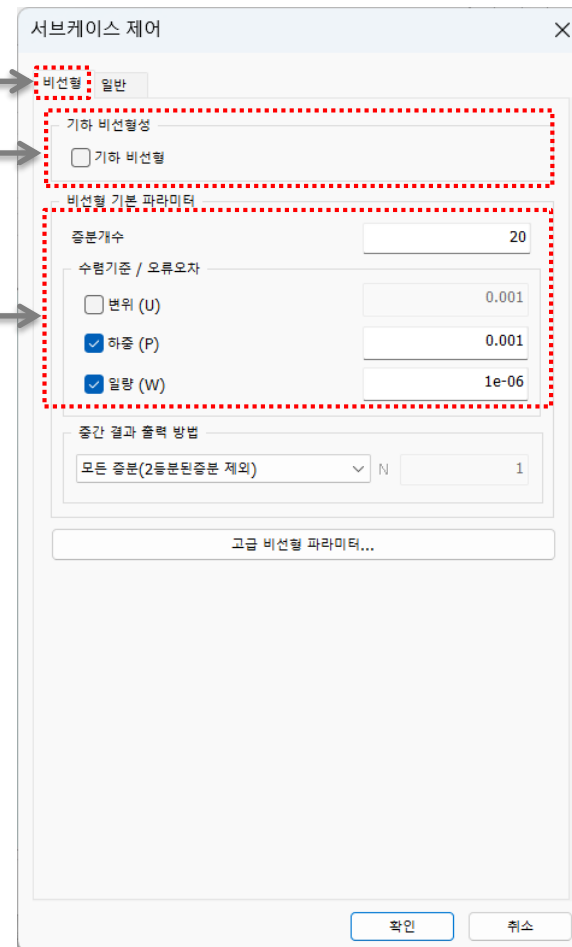 서브케이스 제어
비선형 일반
기하 비선형성
기하 비선형
비선형 기본 파라미터
증분개수 20
수렴기준 / 오류오차
변위 (U) 0.001
하중 (P) 0.001
일량 (W) 1e-06
중간 결과 출력 방법
모든 증분(2등분된증분 제외) N 1
고급 비선형 파라미터...
확인 취소